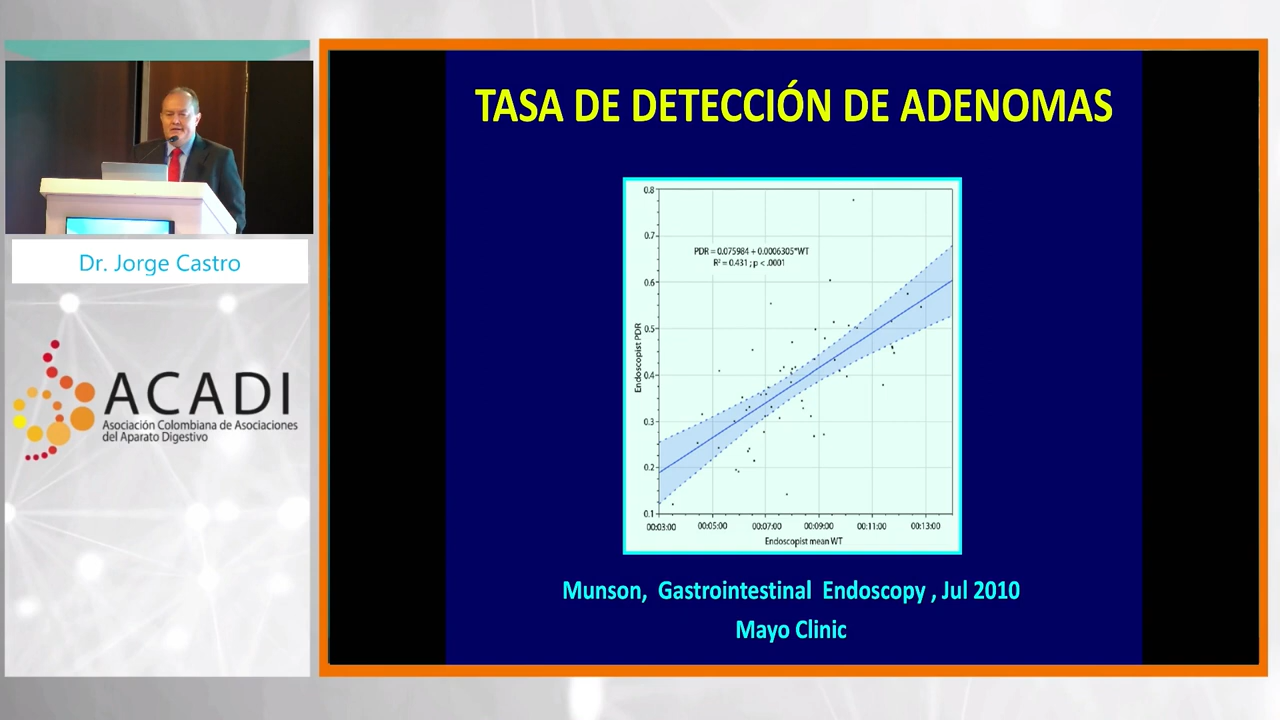 Dr. Jorge Castro
ACADI
Asociación Colombiana de Asociaciones
del Aparato Digestivo
TASA DE DETECCIÓN DE ADENOMAS
PDR = 0.075984 + 0.0006305*WT
R² = 0.431 ; p < .0001
Endoscopist PDR
0.8
0.7
0.6
0.5
0.4
0.3
0.2
0.1
00:03:00 00:05:00 00:07:00 00:09:00 00:11:00 00:13:00
Endoscopist mean WT
Munson, Gastrointestinal Endoscopy , Jul 2010
Mayo Clinic